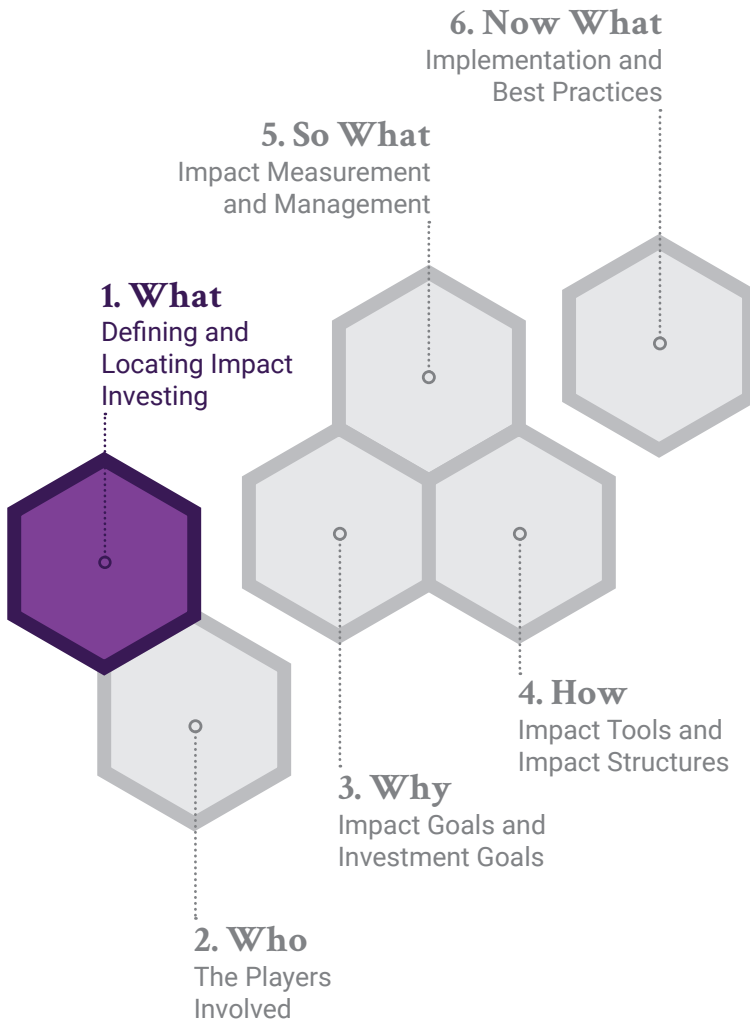 1. What
Defining and
Locating Impact
Investing
2. Who
The Players
Involved
3. Why
Impact Goals and
Investment Goals
4. How
Impact Tools and
Impact Structures
5. So What
Impact Measurement
and Management
6. Now What
Implementation and
Best Practices